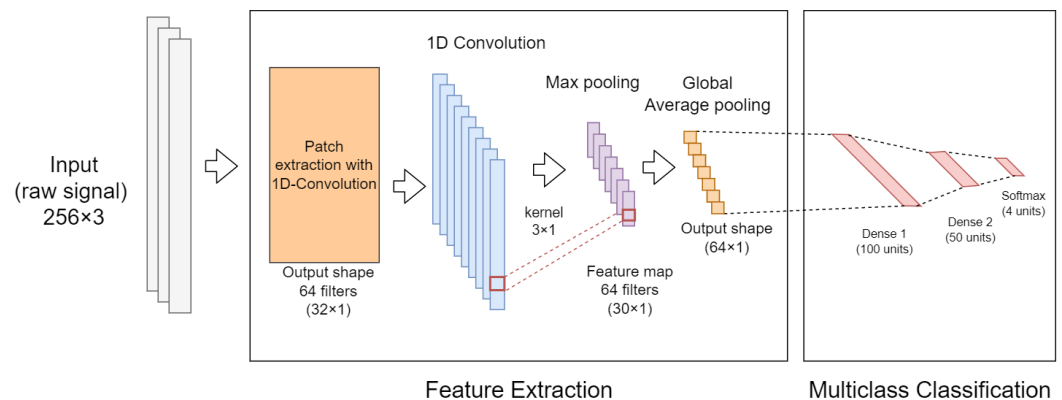 Input
(raw signal)
256×3
Patch
extraction with
1D-Convolution
Output shape
64 filters
(32×1)
1D Convolution
kernel
3×1
Max pooling
Feature map
64 filters
(30×1)
Global
Average pooling
Output shape
(64×1)
Dense 1
(100 units)
Dense 2
(50 units)
Softmax
(4 units)
Feature Extraction
Multiclass Classification